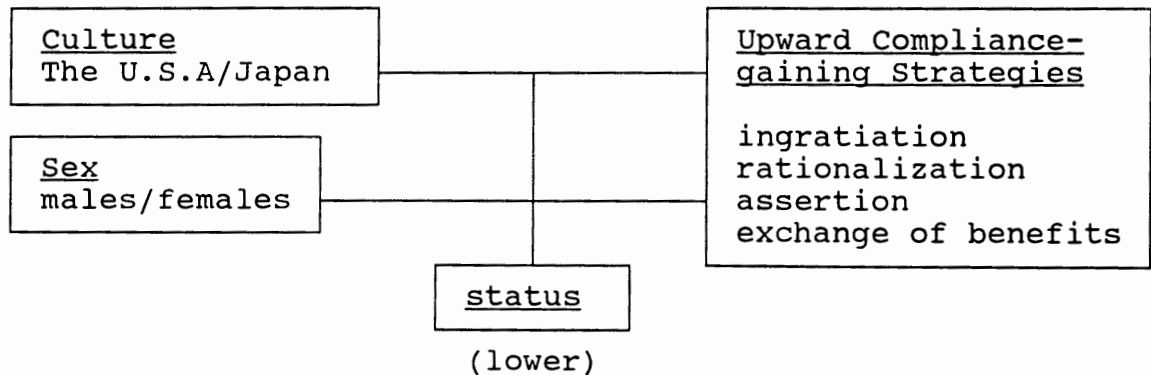 Culture
The U.S.A/Japan
Sex
males/females
status
(lower)
Upward Compliance-
gaining Strategies
ingratiation
rationalization
assertion
exchange of benefits